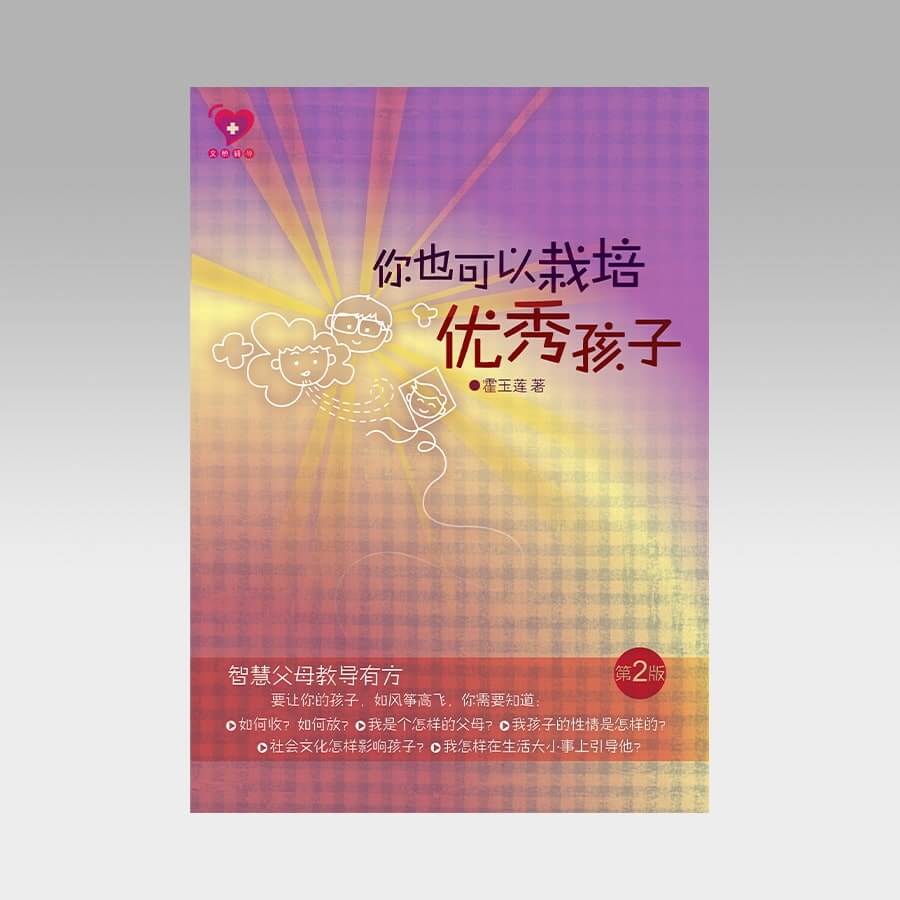 文桥辅导
你也可以栽培
优秀孩子
●霍玉莲 著
智慧父母教导有方
第2版
要让你的孩子，如风筝高飞，你需要知道：
如何收？如何放？我是个怎样的父母？我孩子的性情是怎样的？
社会文化怎样影响孩子？我怎样在生活大小事上引导他？